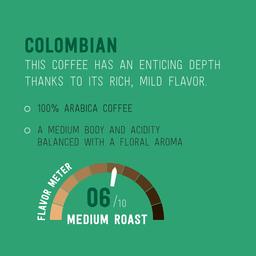 COLOMBIAN
THIS COFFEE HAS AN ENTICING DEPTH
THANKS TO ITS RICH, MILD FLAVOR.
100% ARABICA COFFEE
A MEDIUM BODY AND ACIDITY
BALANCED WITH A FLORAL AROMA
FLAVOR METER
06/10
MEDIUM ROAST